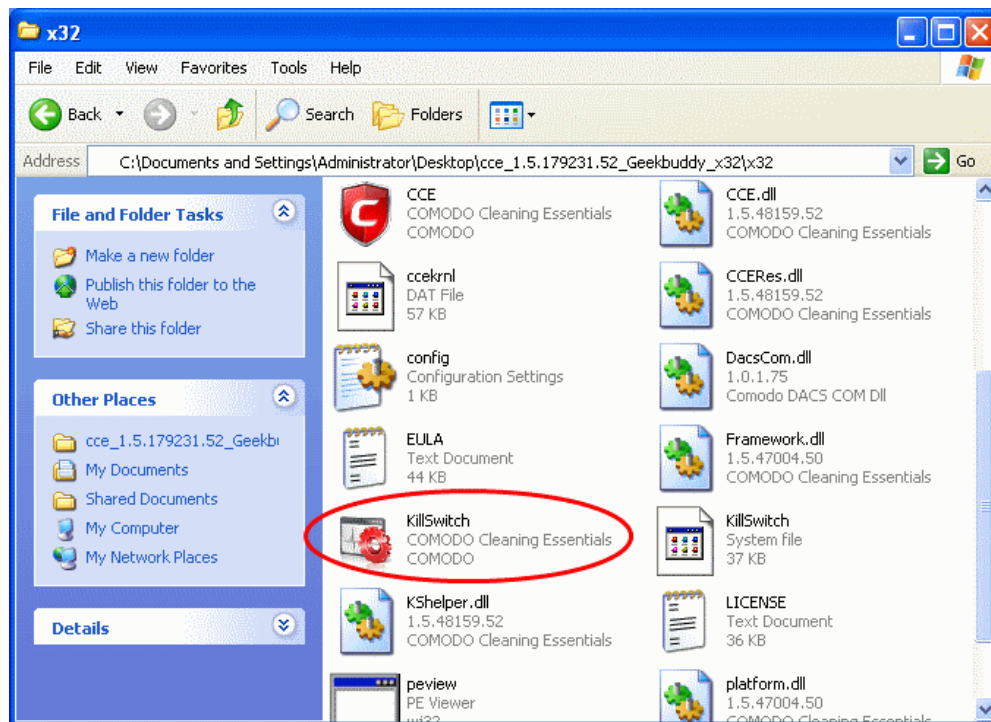 x32
File Edit View Favorites Tools Help
Back Search Folders
Address C:\Documents and Settings\Administrator\Desktop\cce_1.5.179231.52_Geekbuddy_x32\x32 Go
File and Folder Tasks
Make a new folder
Publish this folder to the
Web
Share this folder
Other Places
cce_1.5.179231.52_Geekbu
My Documents
Shared Documents
My Computer
My Network Places
Details
CCE
COMODO Cleaning Essentials
COMODO
CCE.dll
1.5.48159.52
COMODO Cleaning Essentials
ccekrnl
DAT File
57 KB
CCERes.dll
1.5.48159.52
COMODO Cleaning Essentials
config
Configuration Settings
1 KB
DacsCom.dll
1.0.1.75
Comodo DACS COM Dll
EULA
Text Document
44 KB
Framework.dll
1.5.47004.50
COMODO Cleaning Essentials
KillSwitch
COMODO Cleaning Essentials
COMODO
KillSwitch
System file
37 KB
KShelper.dll
1.5.48159.52
COMODO Cleaning Essentials
LICENSE
Text Document
36 KB
peview
PE Viewer
wj32
platform.dll
1.5.47004.50
COMODO Cleaning Essentials